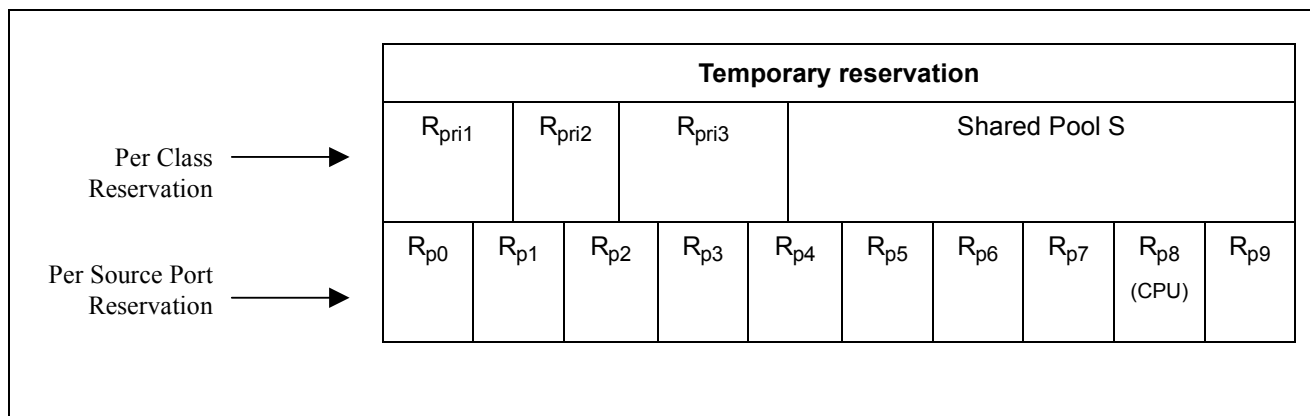 Temporary reservation
Per Class
Reservation
Rpri1 Rpri2 Rpri3 Shared Pool S
Per Source Port
Reservation
Rp0 Rp1 Rp2 Rp3 Rp4 Rp5 Rp6 Rp7 Rp8 Rp9
(CPU)